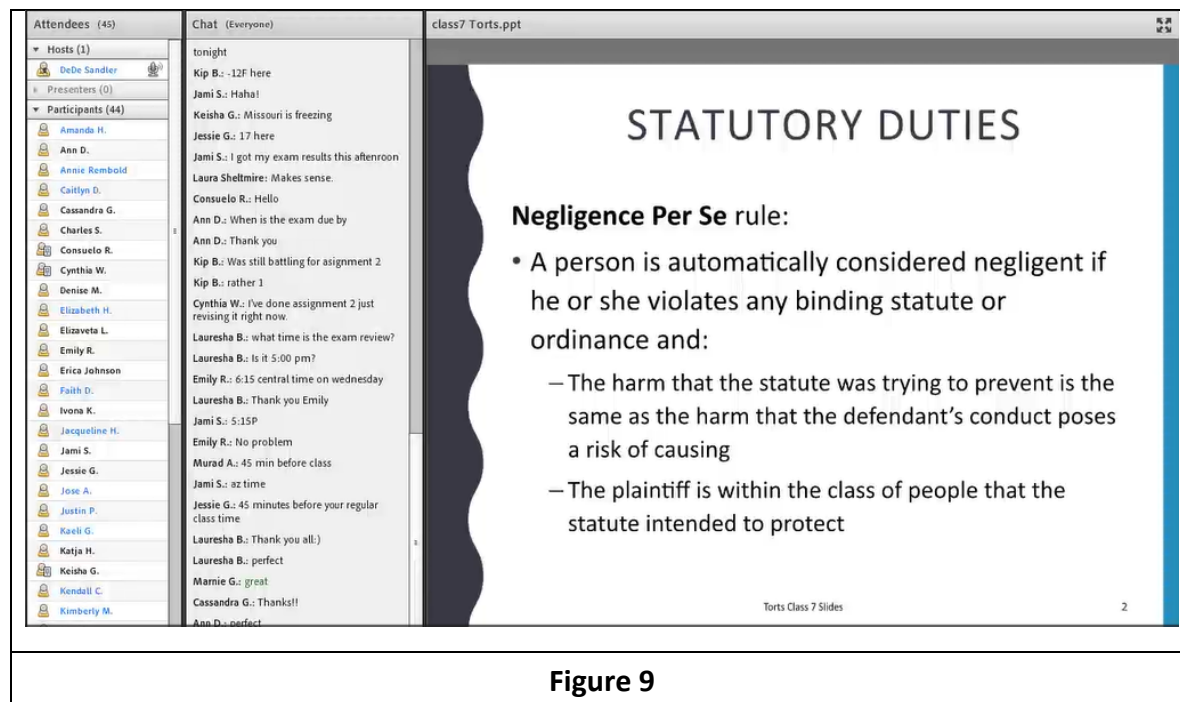 Attendees (45)
Hosts (1)
DeDe Sandler
Presenters (0)
Participants (44)
Amanda H.
Ann D.
Annie Rembold
Caitlyn D.
Cassandra G.
Charles S.
Consuelo R.
Cynthia W.
Denise M.
Elizabeth H.
Elizaveta L.
Emily R.
Erica Johnson
Faith D.
Ivona K.
Jacqueline H.
Jami S.
Jessie G.
Jose A.
Justin P.
Kaeli G.
Katja H.
Keisha G.
Kendall C.
Kimberly M.
Chat (Everyone)
tonight
Kip B.: -12F here
Jami S.: Haha!
Keisha G.: Missouri is freezing
Jessie G.: 17 here
Jami S.: I got my exam results this aftenroon
Laura Sheltmire: Makes sense.
Consuelo R.: Hello
Ann D.: When is the exam due by
Ann D.: Thank you
Kip B.: Was still battling for asignment 2
Kip B.: rather 1
Cynthia W.: I've done assignment 2 just
revising it right now.
Lauresha B.: what time is the exam review?
Lauresha B.: Is it 5:00 pm?
Emily R.: 6:15 central time on wednesday
Lauresha B.: Thank you Emily
Jami S.: 5:15P
Emily R.: No problem
Murad A.: 45 min before class
Jami S.: az time
Jessie G.: 45 minutes before your regular
class time
Lauresha B.: Thank you all:)
Lauresha B.: perfect
Marnie G.: great
Cassandra G.: Thanks!!
Ann D.: perfect
class7 Torts.ppt
STATUTORY DUTIES
Negligence Per Se rule:
• A person is automatically considered negligent if
he or she violates any binding statute or
ordinance and:
– The harm that the statute was trying to prevent is the
same as the harm that the defendant's conduct poses
a risk of causing
– The plaintiff is within the class of people that the
statute intended to protect
Torts Class 7 Slides
2
Figure 9